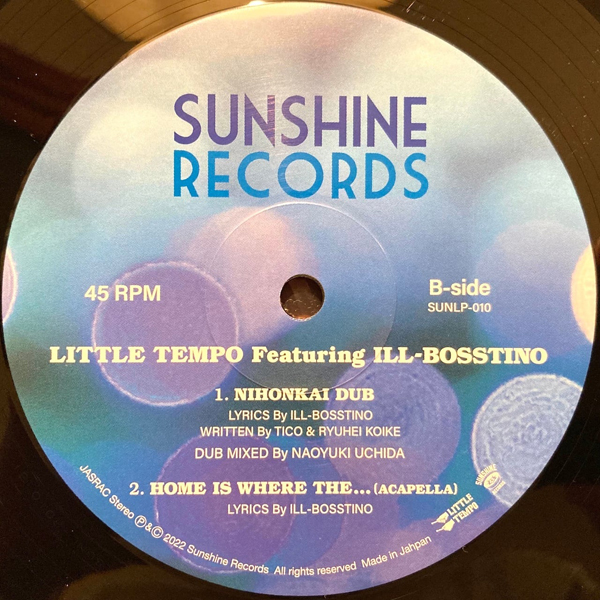 SUNSHINE
RECORDS
45 RPM
B-side
SUNLP-010
LITTLE TEMPO Featuring ILL-BOSSTINO
1. NIHONKAI DUB
LYRICS By ILL-BOSSTINO
WRITTEN By TICO & RYUHEI KOIKE
DUB MIXED By NAOYUKI UCHIDA
2. HOME IS WHERE THE... (ACAPELLA)
LYRICS By ILL-BOSSTINO
LITTLE
TEMPO
SUNSHINE
JASRAC Stereo Ⓟ&© 2022 Sunshine Records All rights reserved Made in Jahpan